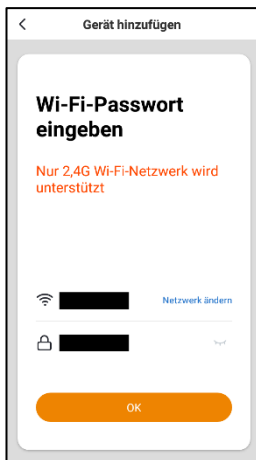 Gerät hinzufügen
Wi-Fi-Passwort
eingeben
Nur 2,4G Wi-Fi-Netzwerk wird
unterstützt
Netzwerk ändern
OK